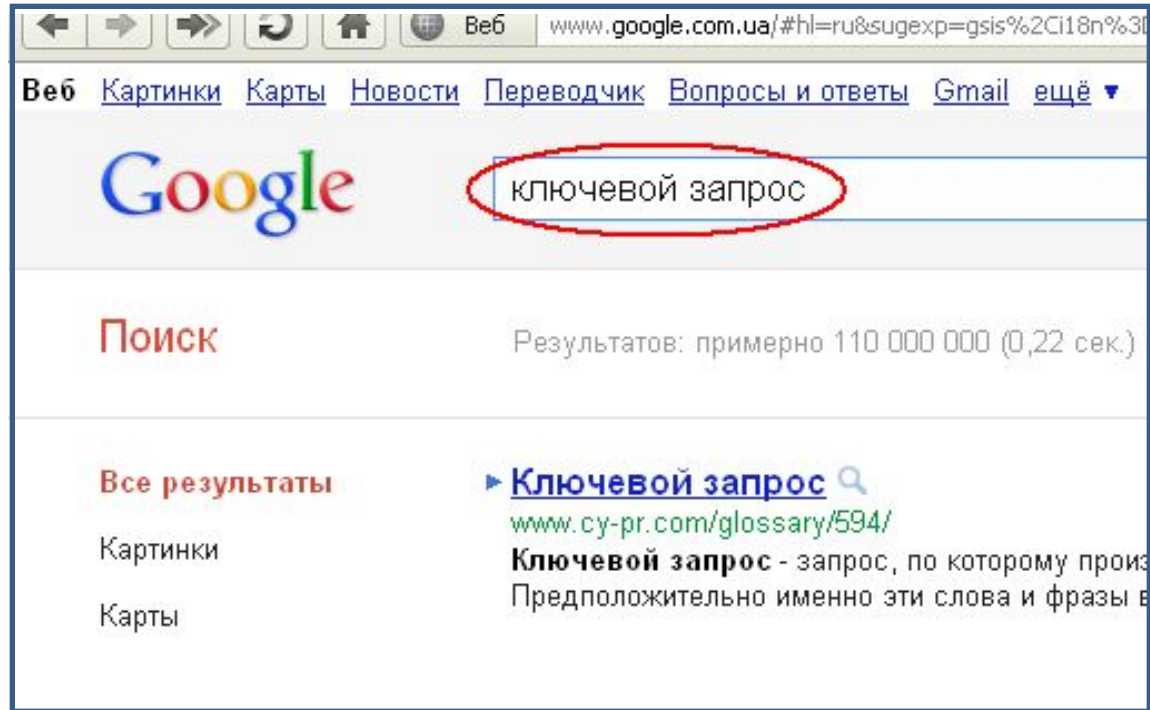 Веб www.google.com.ua/#hl=ru&sugexp=gsis%2Ci18n%3D
Веб Картинки Карты Новости Переводчик Вопросы и ответы Gmail ещё ▼
Google ключевой запрос
Поиск Результатов: примерно 110 000 000 (0,22 сек.)
Все результаты
Картинки
Карты
Ключевой запрос
www.cy-pr.com/glossary/594/
Ключевой запрос - запрос, по которому произ
Предположительно именно эти слова и фразы в